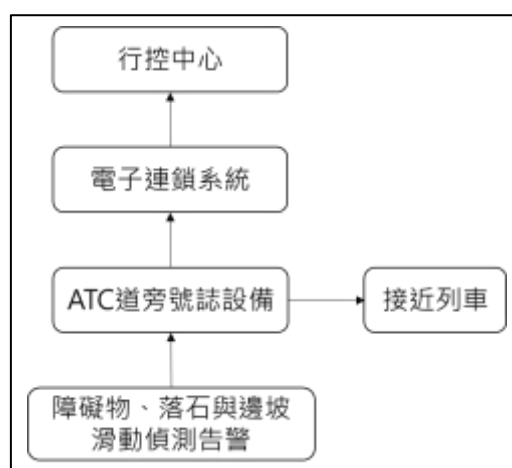 行控中心
電子連鎖系統
ATC道旁號誌設備
接近列車
障礙物、落石與邊坡
滑動偵測告警